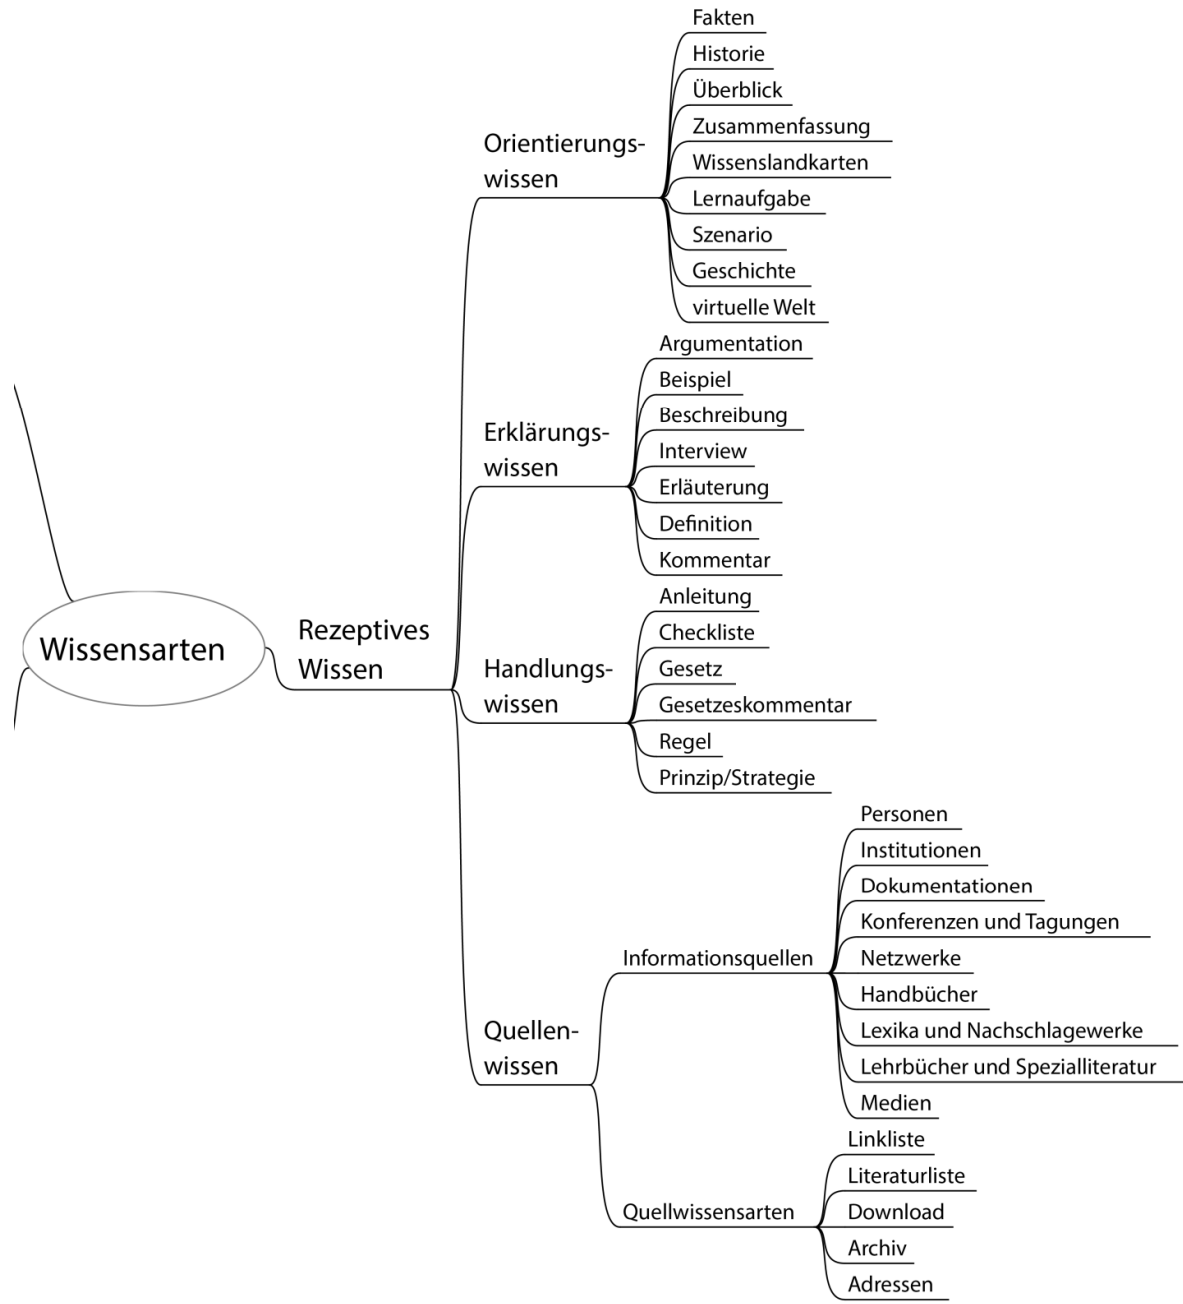 Fakten
Historie
Überblick
Zusammenfassung
Wissenslandkarten
Lernaufgabe
Szenario
Geschichte
virtuelle Welt
Orientierungs-
wissen
Argumentation
Beispiel
Beschreibung
Interview
Erläuterung
Definition
Kommentar
Erklärungs-
wissen
Wissensarten
Rezeptives
Wissen
Anleitung
Checkliste
Gesetz
Gesetzeskommentar
Regel
Prinzip/Strategie
Handlungs-
wissen
Personen
Institutionen
Dokumentationen
Konferenzen und Tagungen
Netzwerke
Handbücher
Lexika und Nachschlagewerke
Lehrbücher und Spezialliteratur
Medien
Informationsquellen
Quellen-
wissen
Linkliste
Literaturliste
Download
Archiv
Adressen
Quellwissensarten